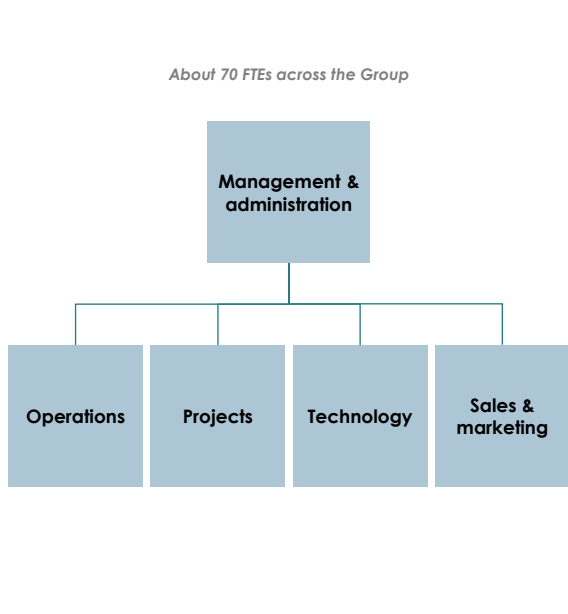 About 70 FTEs across the Group
Management &
administration
Operations
Projects
Technology
Sales &
marketing